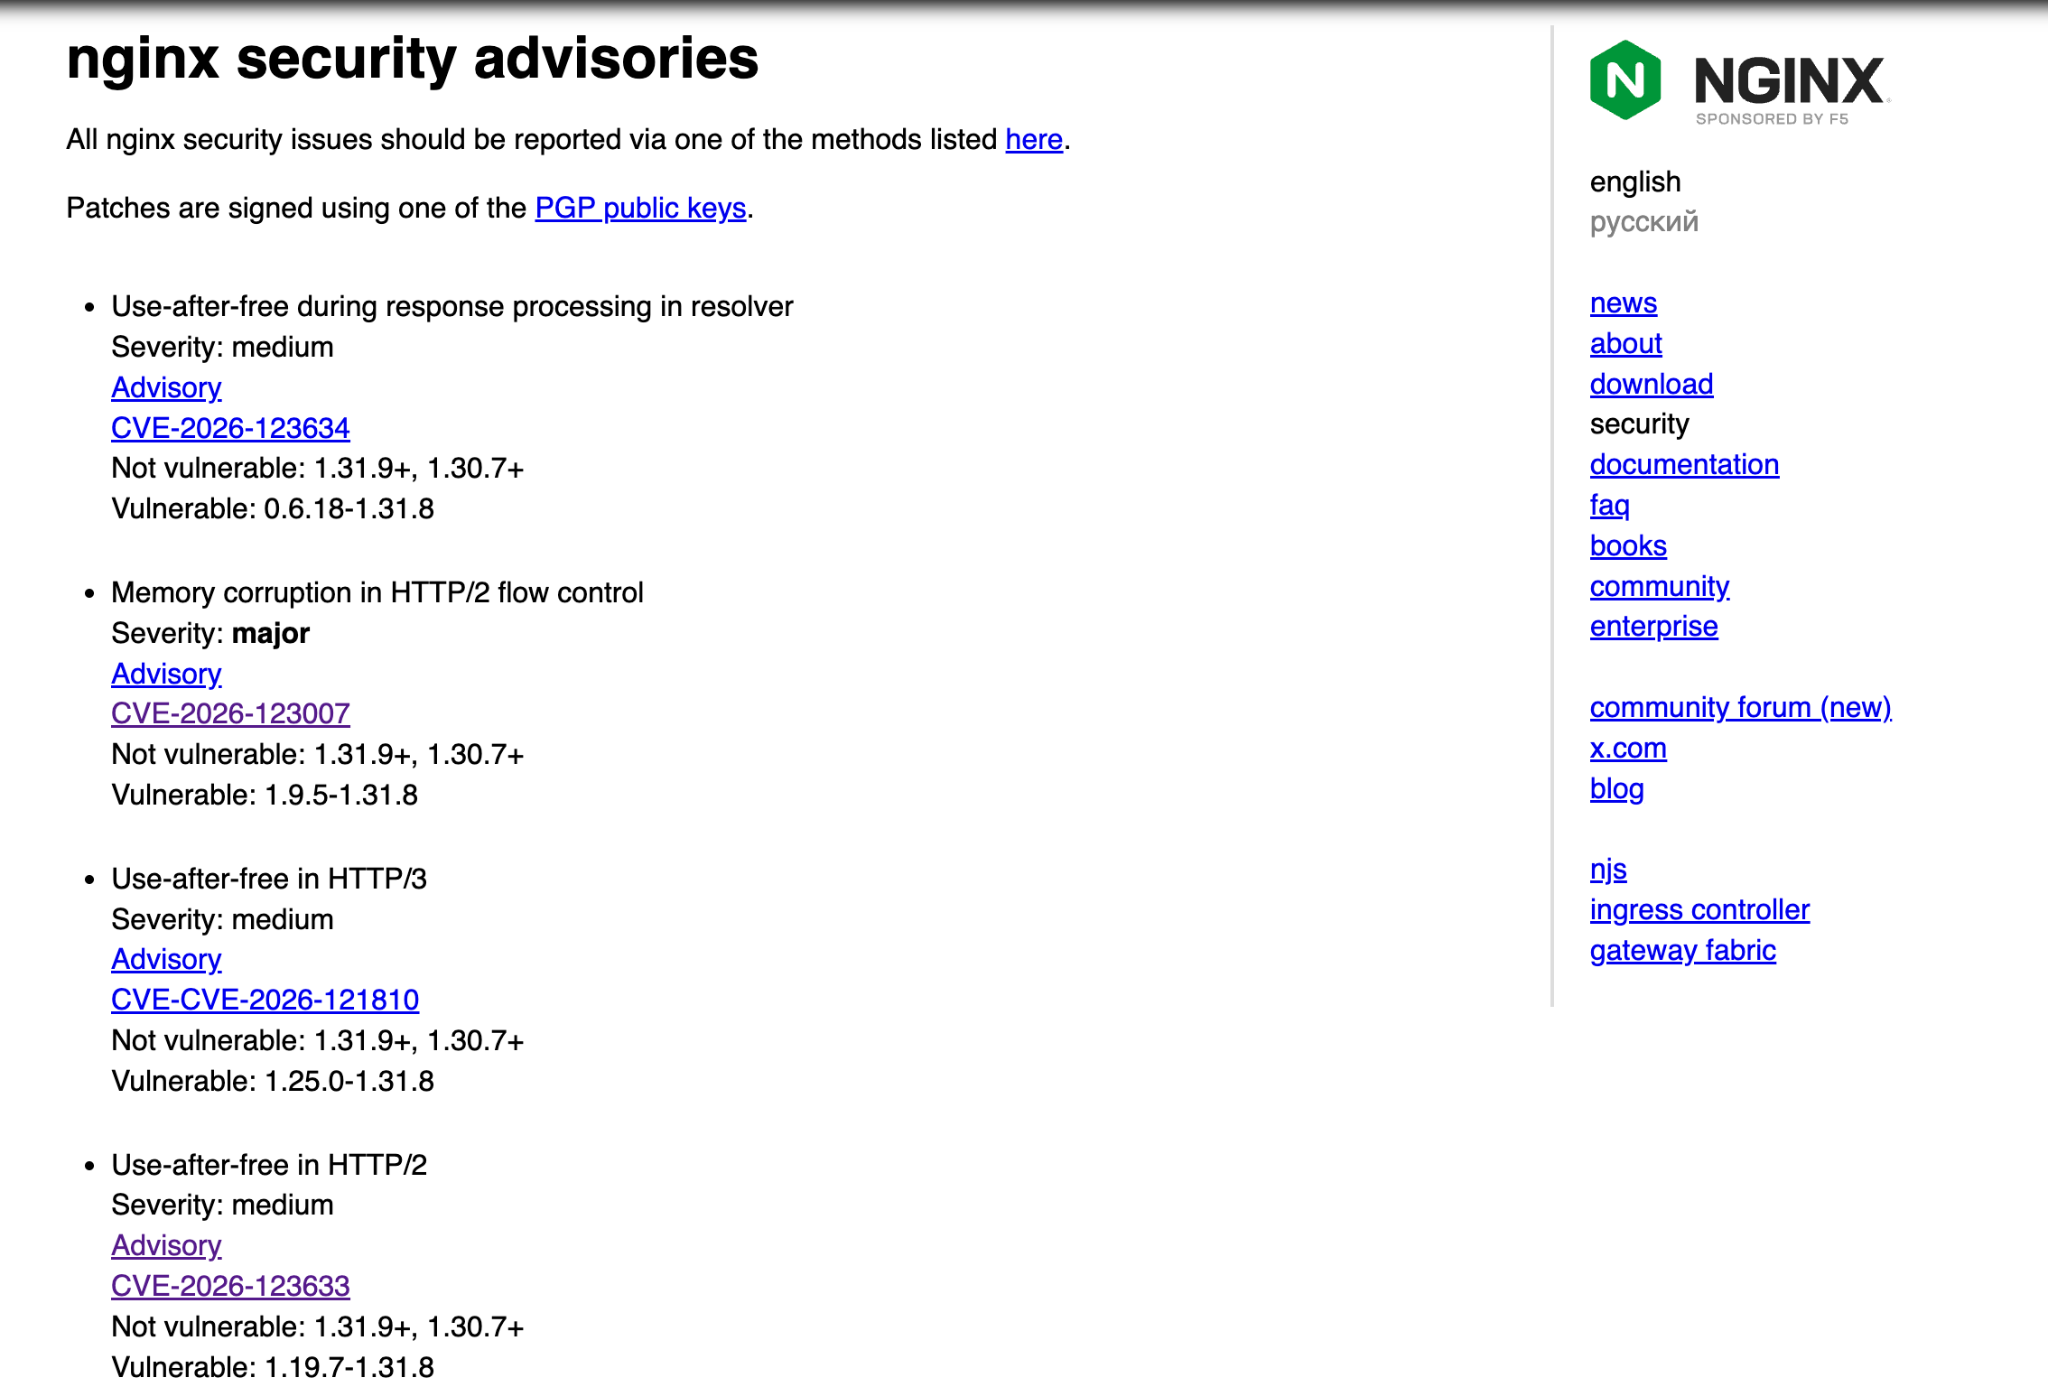 nginx security advisories
All nginx security issues should be reported via one of the methods listed here.
Patches are signed using one of the PGP public keys.
Use-after-free during response processing in resolver
Severity: medium
Advisory
CVE-2026-123634
Not vulnerable: 1.31.9+, 1.30.7+
Vulnerable: 0.6.18-1.31.8
Memory corruption in HTTP/2 flow control
Severity: major
Advisory
CVE-2026-123007
Not vulnerable: 1.31.9+, 1.30.7+
Vulnerable: 1.9.5-1.31.8
Use-after-free in HTTP/3
Severity: medium
Advisory
CVE-CVE-2026-121810
Not vulnerable: 1.31.9+, 1.30.7+
Vulnerable: 1.25.0-1.31.8
Use-after-free in HTTP/2
Severity: medium
Advisory
CVE-2026-123633
Not vulnerable: 1.31.9+, 1.30.7+
Vulnerable: 1.19.7-1.31.8
N NGINX
SPONSORED BY F5
english
русский
news
about
download
security
documentation
faq
books
community
enterprise
community forum (new)
x.com
blog
njs
ingress controller
gateway fabric